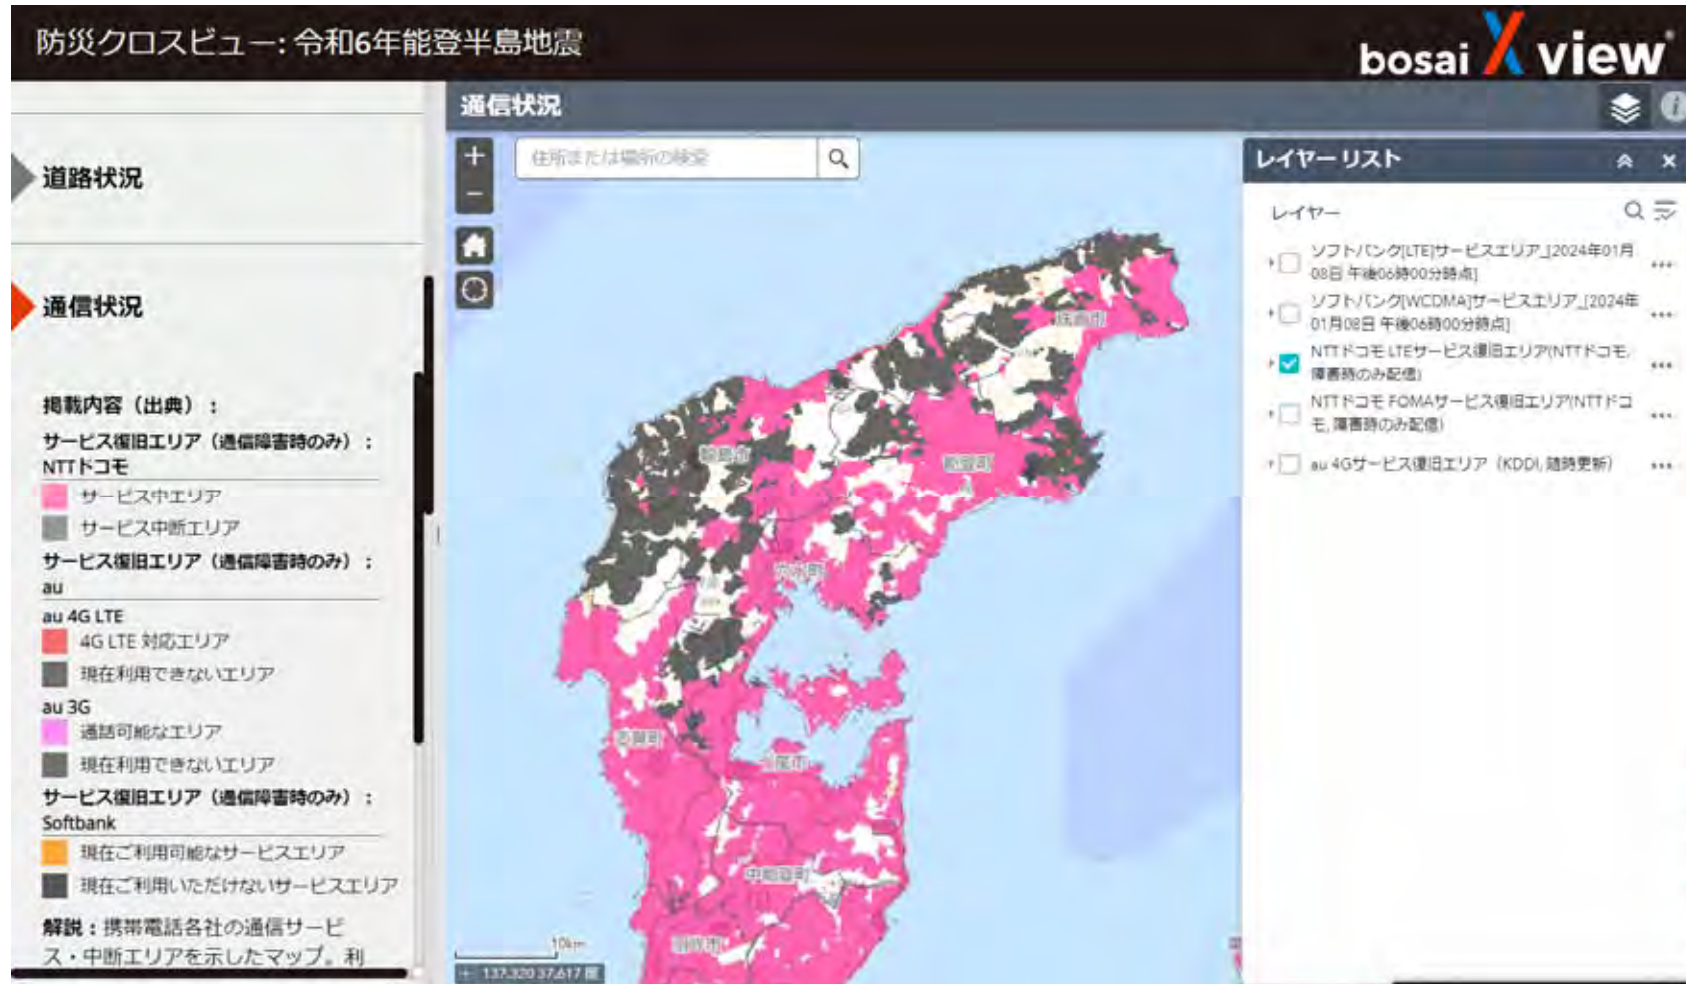 防災クロスビュー: 令和6年能登半島地震
bosai X view
道路状況
通信状況
掲載内容（出典）:
サービス復旧エリア（通信障害時のみ）:
NTTドコモ
サービス中エリア
サービス中断エリア
サービス復旧エリア（通信障害時のみ）:
au
au 4G LTE
4G LTE 対応エリア
現在利用できないエリア
au 3G
通話可能なエリア
現在利用できないエリア
サービス復旧エリア（通信障害時のみ）:
Softbank
現在ご利用可能なサービスエリア
現在ご利用いただけないサービスエリア
解説：携帯電話各社の通信サービ
ス・中断エリアを示したマップ。利
通信状況
住所または場所の検索
珠洲市
輪島市
能登町
穴水町
志賀町
七尾市
中能登町
羽咋市
10km
137.320 37.617 度
レイヤー リスト
レイヤー
ソフトバンク[LTE]サービスエリア_[2024年01月
08日 午後06時00分時点]
ソフトバンク[WCDMA]サービスエリア_[2024年
01月08日 午後06時00分時点]
NTTドコモ LTEサービス復旧エリア(NTTドコモ,
障害時のみ配信)
NTTドコモ FOMAサービス復旧エリア(NTTドコ
モ, 障害時のみ配信)
au 4Gサービス復旧エリア（KDDI, 随時更新）